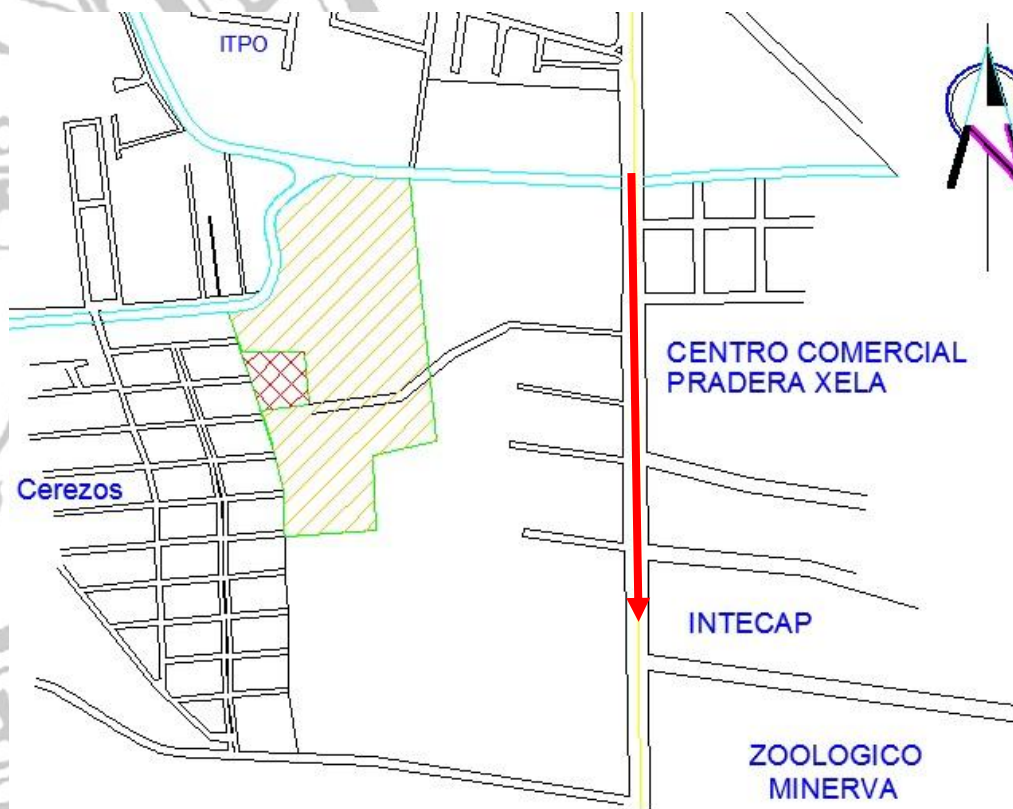 ITPO
N
CENTRO COMERCIAL
PRADERA XELA
Cerezos
INTECAP
ZOOLOGICO
MINERVA